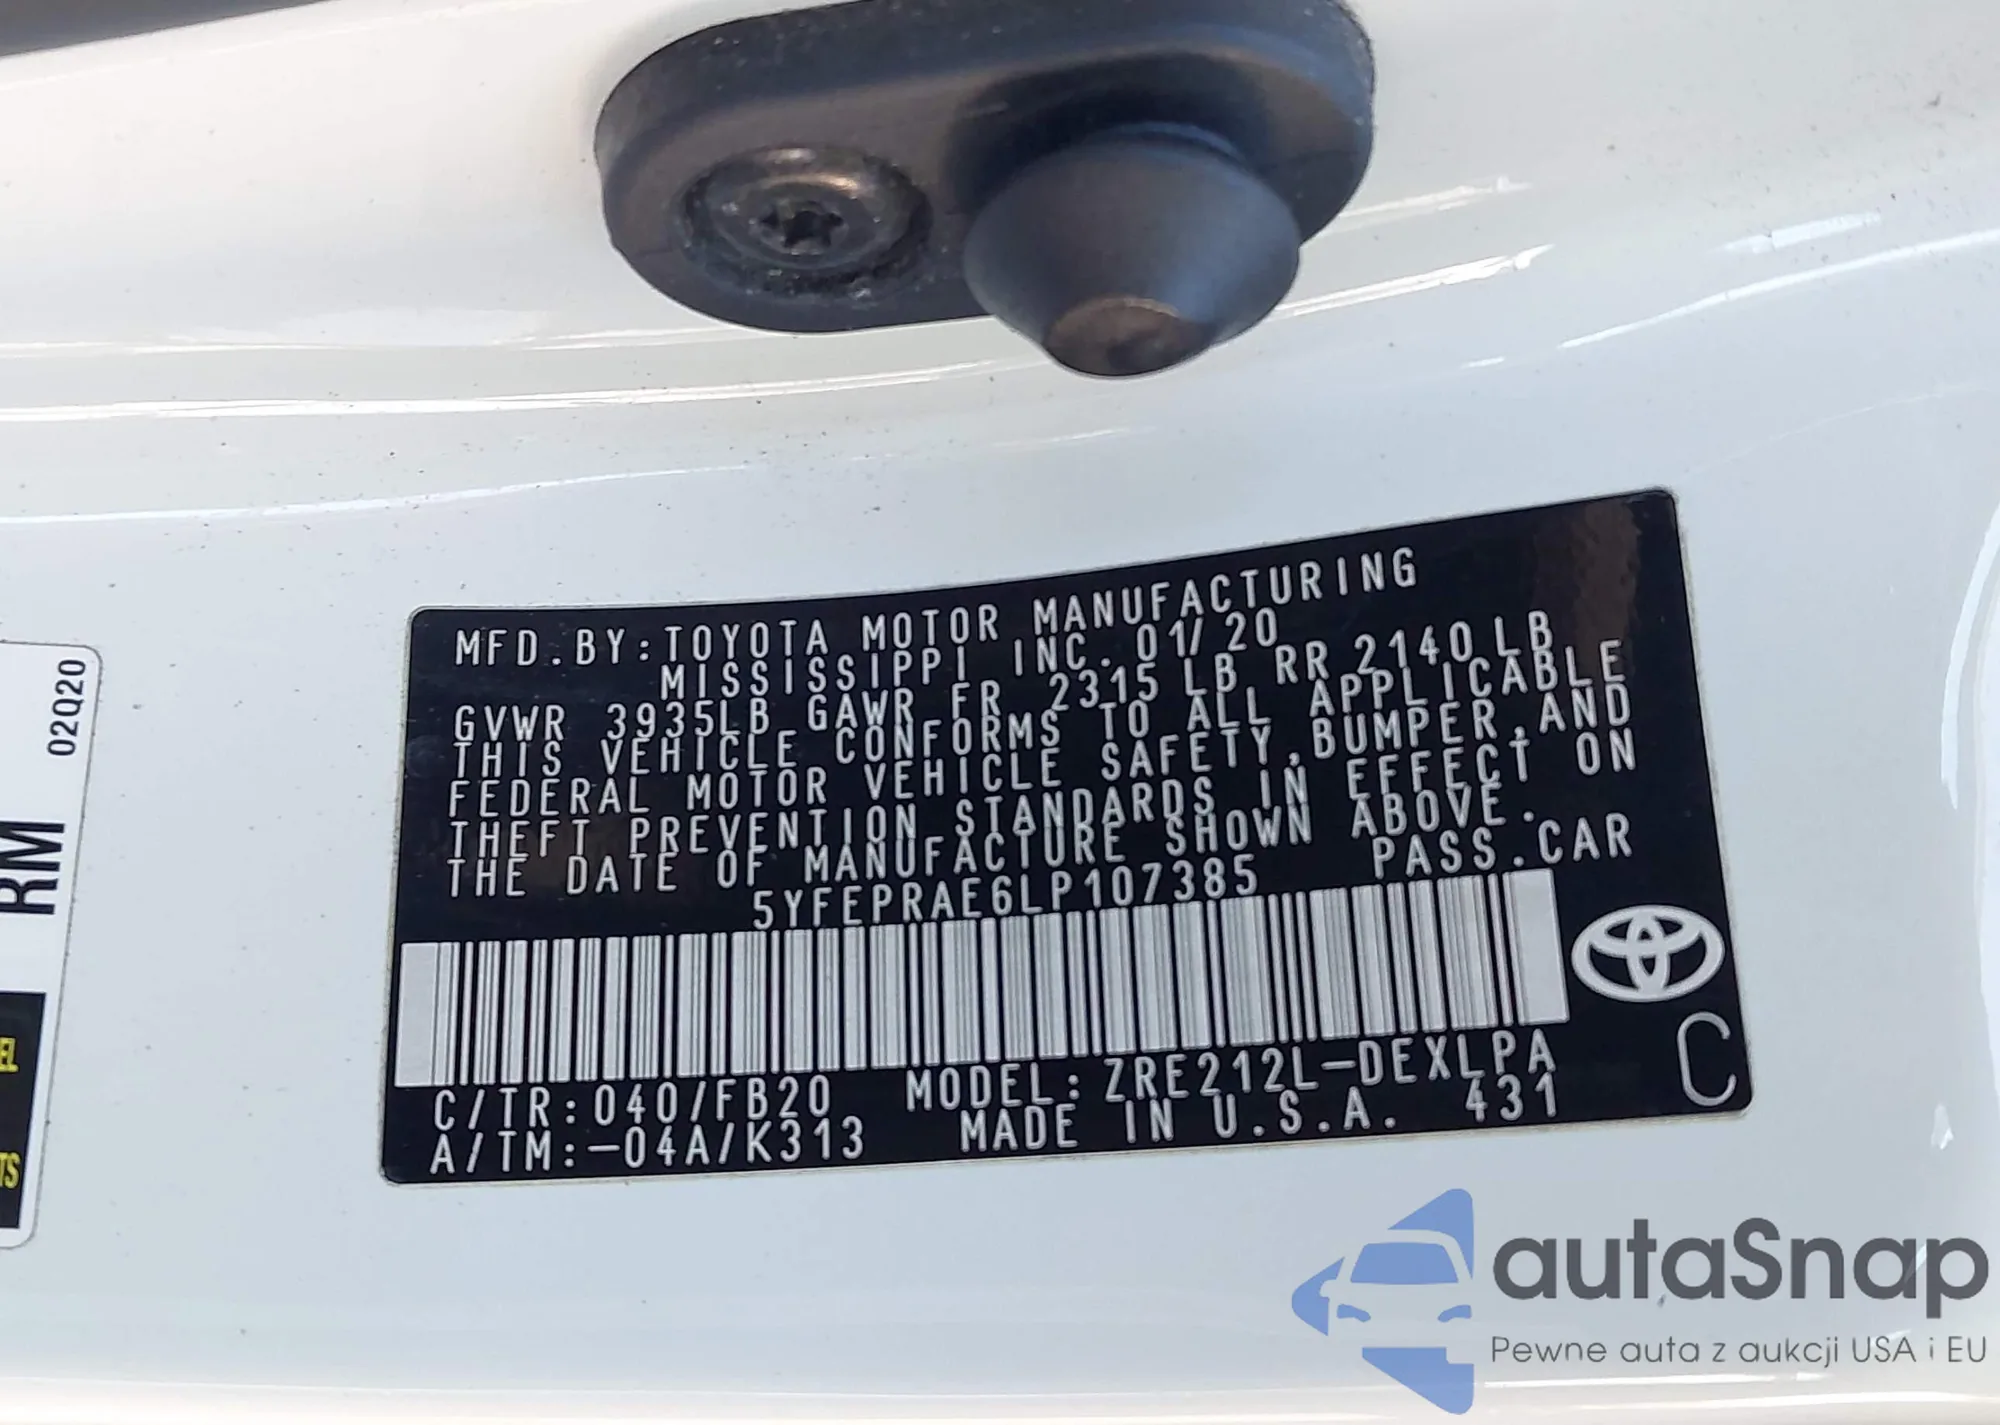 MFD.BY:TOYOTA MOTOR MANUFACTURING
MISSISSIPPI INC. 01/20
GVWR 3935LB GAWR FR 2315 LB RR 2140 LB
THIS VEHICLE CONFORMS TO ALL APPLICABLE
FEDERAL MOTOR VEHICLE SAFETY,BUMPER,AND
THEFT PREVENTION STANDARDS IN EFFECT ON
THE DATE OF MANUFACTURE SHOWN ABOVE.
5YFEPRAE6LP107385 PASS.CAR
C/TR:040/FB20 MODEL:ZRE212L-DEXLPA
A/TM:-04A/K313 MADE IN U.S.A. 431
C
02Q20
RM
EL
TS
autaSnap
Pewne auta z aukcji USA i EU